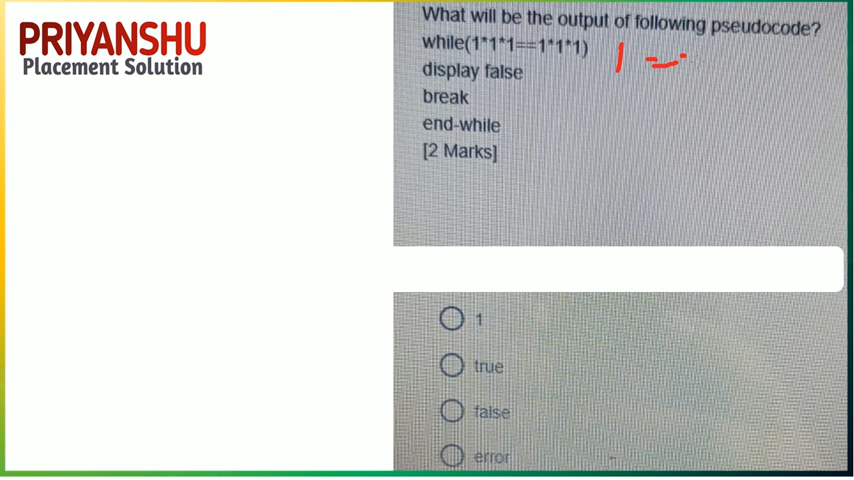 PRIYANSHU
Placement Solution
What will be the output of following pseudocode?
while(1*1*1==1*1*1)
display false
break
end-while
[2 Marks]
1 =
1
true
false
error